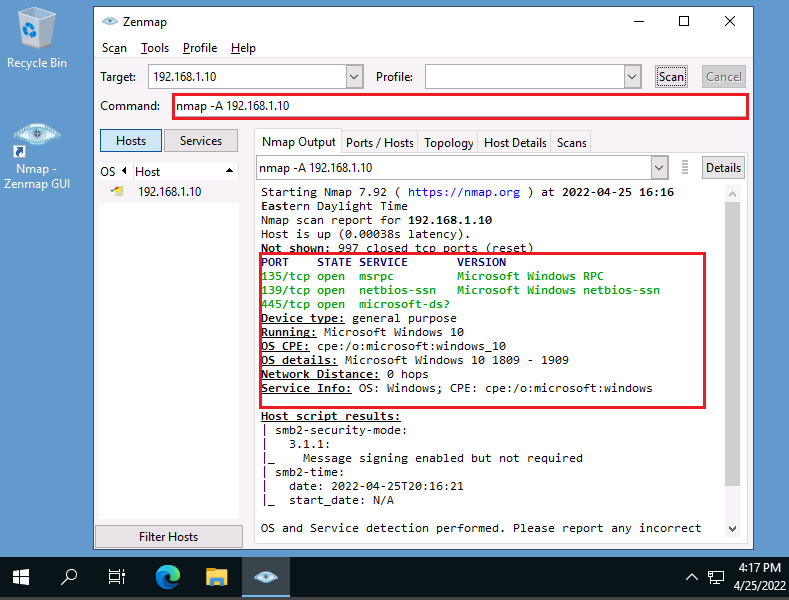 Recycle Bin
Nmap -
Zenmap GUI
Zenmap
Scan Tools Profile Help
Target: 192.168.1.10 Profile: Scan Cancel
Command: nmap -A 192.168.1.10
Hosts Services
OS Host
192.168.1.10
Filter Hosts
Nmap Output Ports / Hosts Topology Host Details Scans
nmap -A 192.168.1.10 Details
Starting Nmap 7.92 ( https://nmap.org ) at 2022-04-25 16:16
Eastern Daylight Time
Nmap scan report for 192.168.1.10
Host is up (0.00038s latency).
Not shown: 997 closed tcp ports (reset)
PORT STATE SERVICE VERSION
135/tcp open msrpc Microsoft Windows RPC
139/tcp open netbios-ssn Microsoft Windows netbios-ssn
445/tcp open microsoft-ds?
Device type: general purpose
Running: Microsoft Windows 10
OS CPE: cpe:/o:microsoft:windows_10
OS details: Microsoft Windows 10 1809 - 1909
Network Distance: 0 hops
Service Info: OS: Windows; CPE: cpe:/o:microsoft:windows
Host script results:
| smb2-security-mode:
|   3.1.1:
|_    Message signing enabled but not required
| smb2-time:
|   date: 2022-04-25T20:16:21
|_  start_date: N/A
OS and Service detection performed. Please report any incorrect
4:17 PM
4/25/2022